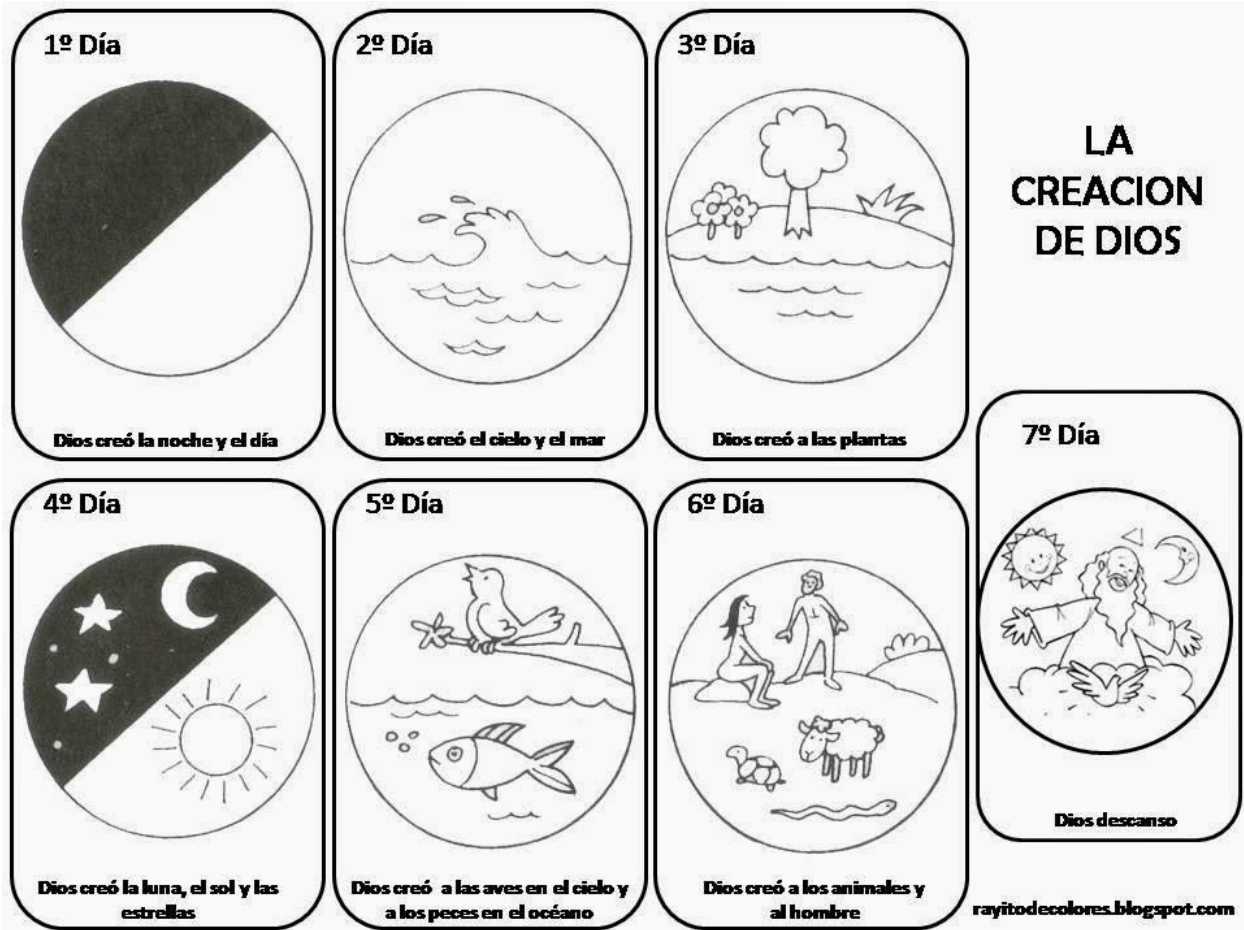 1º Día
Dios creó la noche y el día
2º Día
Dios creó el cielo y el mar
3º Día
Dios creó a las plantas
LA
CREACION
DE DIOS
4º Día
Dios creó la luna, el sol y las
estrellas
5º Día
Dios creó a las aves en el cielo y
a los peces en el océano
6º Día
Dios creó a los animales y
al hombre
7º Día
Dios descanso
rayitodecolores.blogspot.com